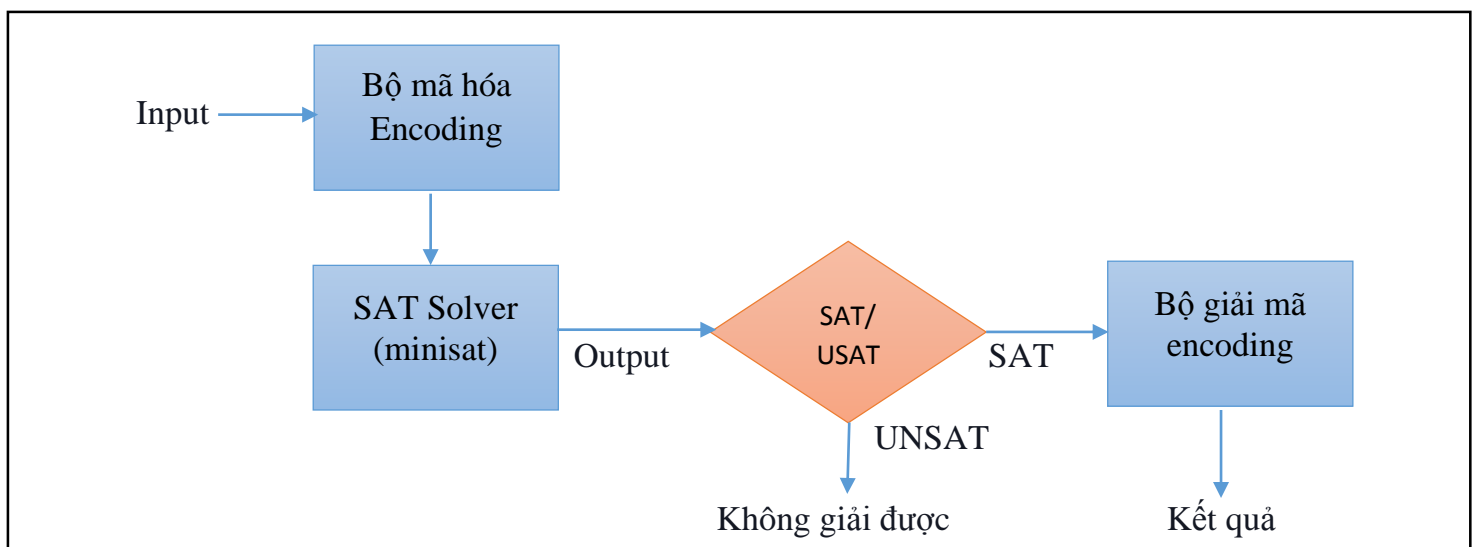 Input
Bộ mã hóa
Encoding
SAT Solver
(minisat)
Output
SAT/
USAT
SAT
UNSAT
Bộ giải mã
encoding
Không giải được
Kết quả